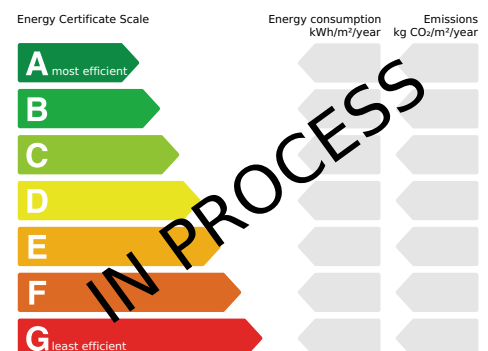 Energy Certificate Scale
Energy consumption
kWh/m²/year
Emissions
kg CO₂/m²/year
A most efficient
B
C
D
E
F
G least efficient
IN PROCESS